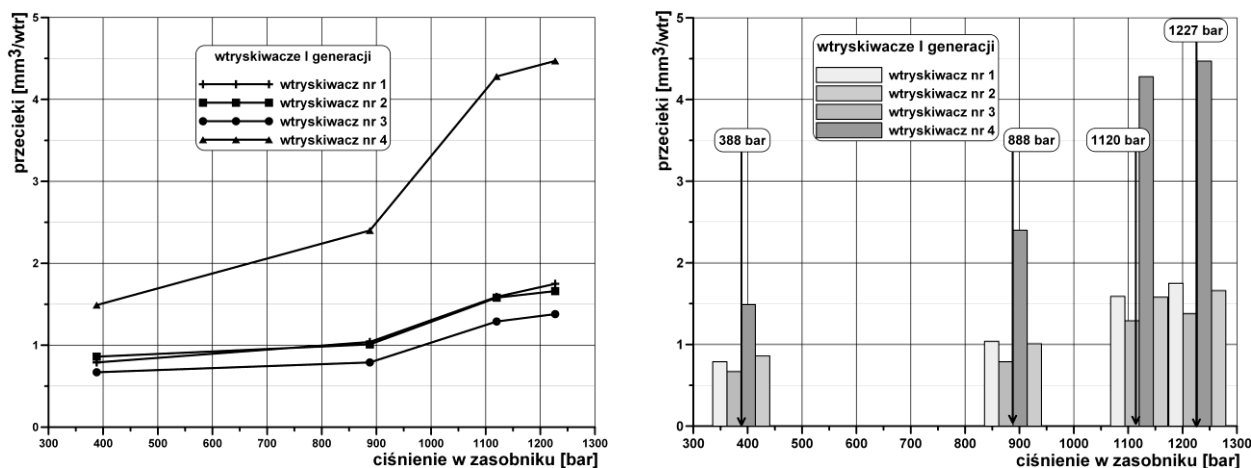 5
4
3
2
1
0
przecieki [mm³/wtr]
wtryskiwacze I generacji
wtryskiwacz nr 1
wtryskiwacz nr 2
wtryskiwacz nr 3
wtryskiwacz nr 4
300 400 500 600 700 800 900 1000 1100 1200 1300
ciśnienie w zasobniku [bar]
5
4
3
2
1
0
przecieki [mm³/wtr]
wtryskiwacze I generacji
wtryskiwacz nr 1
wtryskiwacz nr 2
wtryskiwacz nr 3
wtryskiwacz nr 4
1227 bar
388 bar
888 bar
1120 bar
300 400 500 600 700 800 900 1000 1100 1200 1300
ciśnienie w zasobniku [bar]